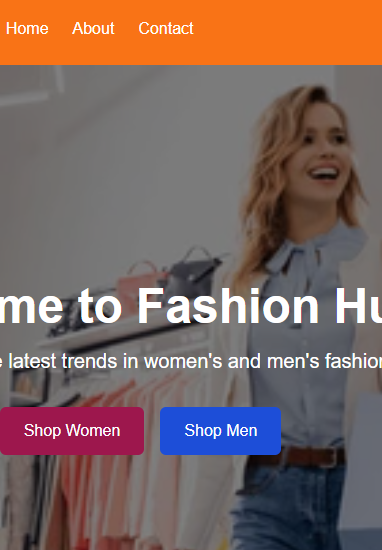 Home About Contact
me to Fashion Hu
e latest trends in women's and men's fashion
Shop Women Shop Men